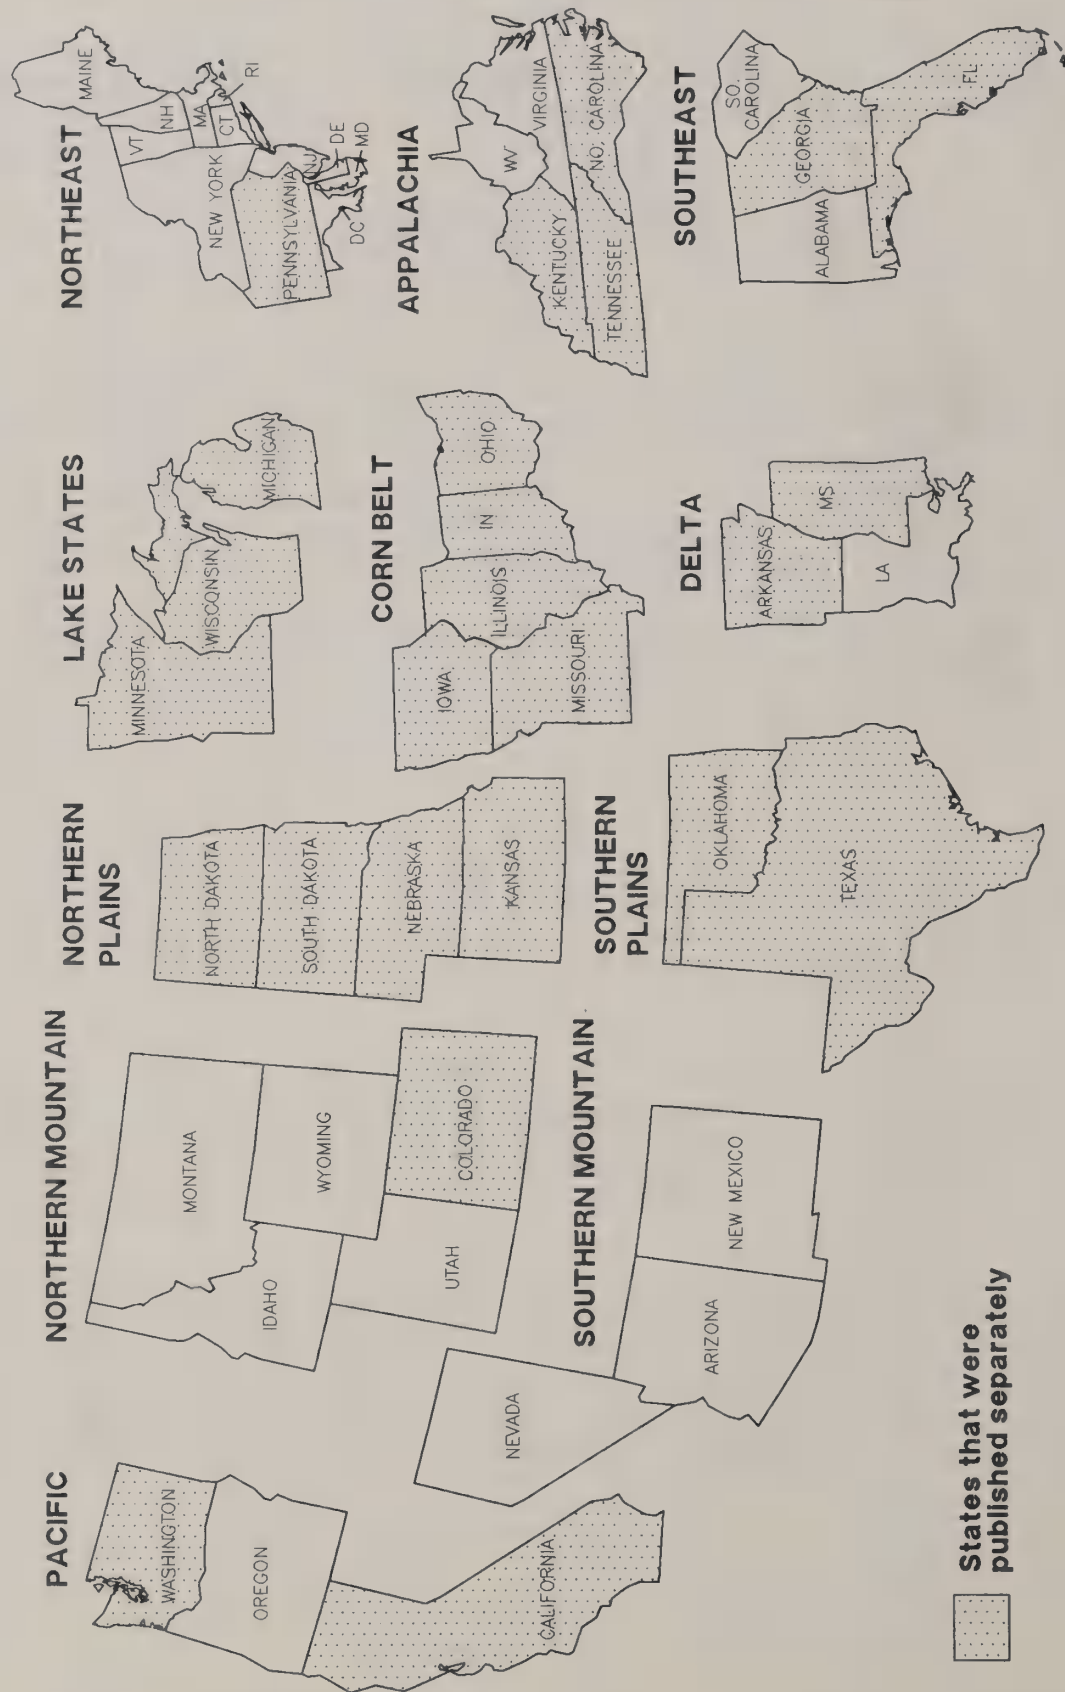 PACIFIC
WASHINGTON
OREGON
CALIFORNIA
NORTHERN MOUNTAIN
MONTANA
IDAHO
WYOMING
UTAH
COLORADO
SOUTHERN MOUNTAIN
NEVADA
ARIZONA
NEW MEXICO
NORTHERN
PLAINS
NORTH DAKOTA
SOUTH DAKOTA
NEBRASKA
KANSAS
SOUTHERN
PLAINS
OKLAHOMA
TEXAS
LAKE STATES
MINNESOTA
WISCONSIN
MICHIGAN
CORN BELT
IOWA
ILLINOIS
IN
OHIO
MISSOURI
DELTA
ARKANSAS
MS
LA
NORTHEAST
MAINE
VT
NH
NEW YORK
MA
CT
RI
PENNSYLVANIA
NJ
DE
MD
DC
APPALACHIA
WV
VIRGINIA
KENTUCKY
NO. CAROLINA
TENNESSEE
SOUTHEAST
SO.
CAROLINA
GEORGIA
ALABAMA
FL
States that were
published separately